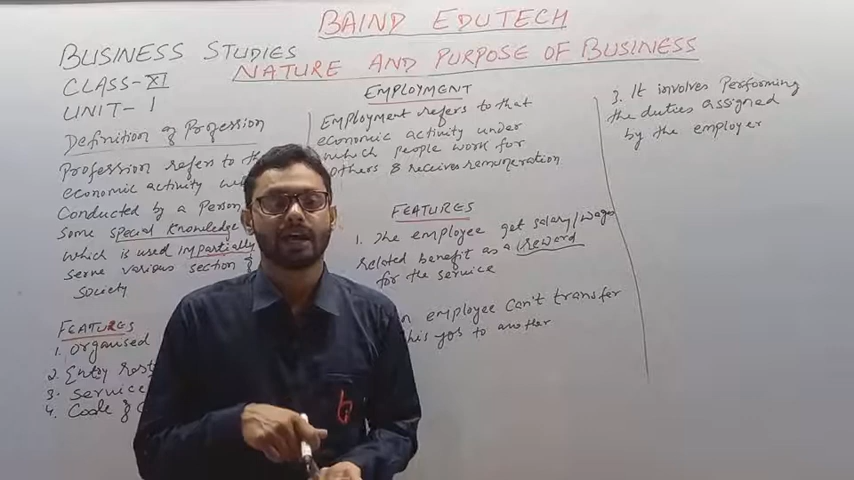 BAIND EDUTECH
NATURE AND PURPOSE OF BUSINESS
BUSINESS STUDIES
CLASS-XI
UNIT-I
Definition of Profession
Profession refers to
economic activity
Conducted by a Person
Some special knowledge
which is used impartially
serve various section
society
FEATURES
1. Organised
2. Entry
3. Service
4. Code of
EMPLOYMENT
Employment refers to that
economic activity under
which people work for
others & receives remuneration
FEATURES
1. The employee get salary/wages
related benefit as a reward
for the service
employee can't transfer
his job to another
3. It involves Performing
the duties assigned
by the employer